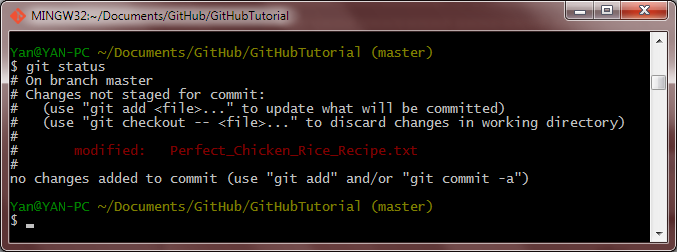 MINGW32:~/Documents/GitHub/GitHubTutorial
Yan@YAN-PC ~/Documents/GitHub/GitHubTutorial (master)
$ git status
# On branch master
# Changes not staged for commit:
#   (use "git add <file>..." to update what will be committed)
#   (use "git checkout -- <file>..." to discard changes in working directory)
#
#       modified:   Perfect_Chicken_Rice_Recipe.txt
#
no changes added to commit (use "git add" and/or "git commit -a")
Yan@YAN-PC ~/Documents/GitHub/GitHubTutorial (master)
$